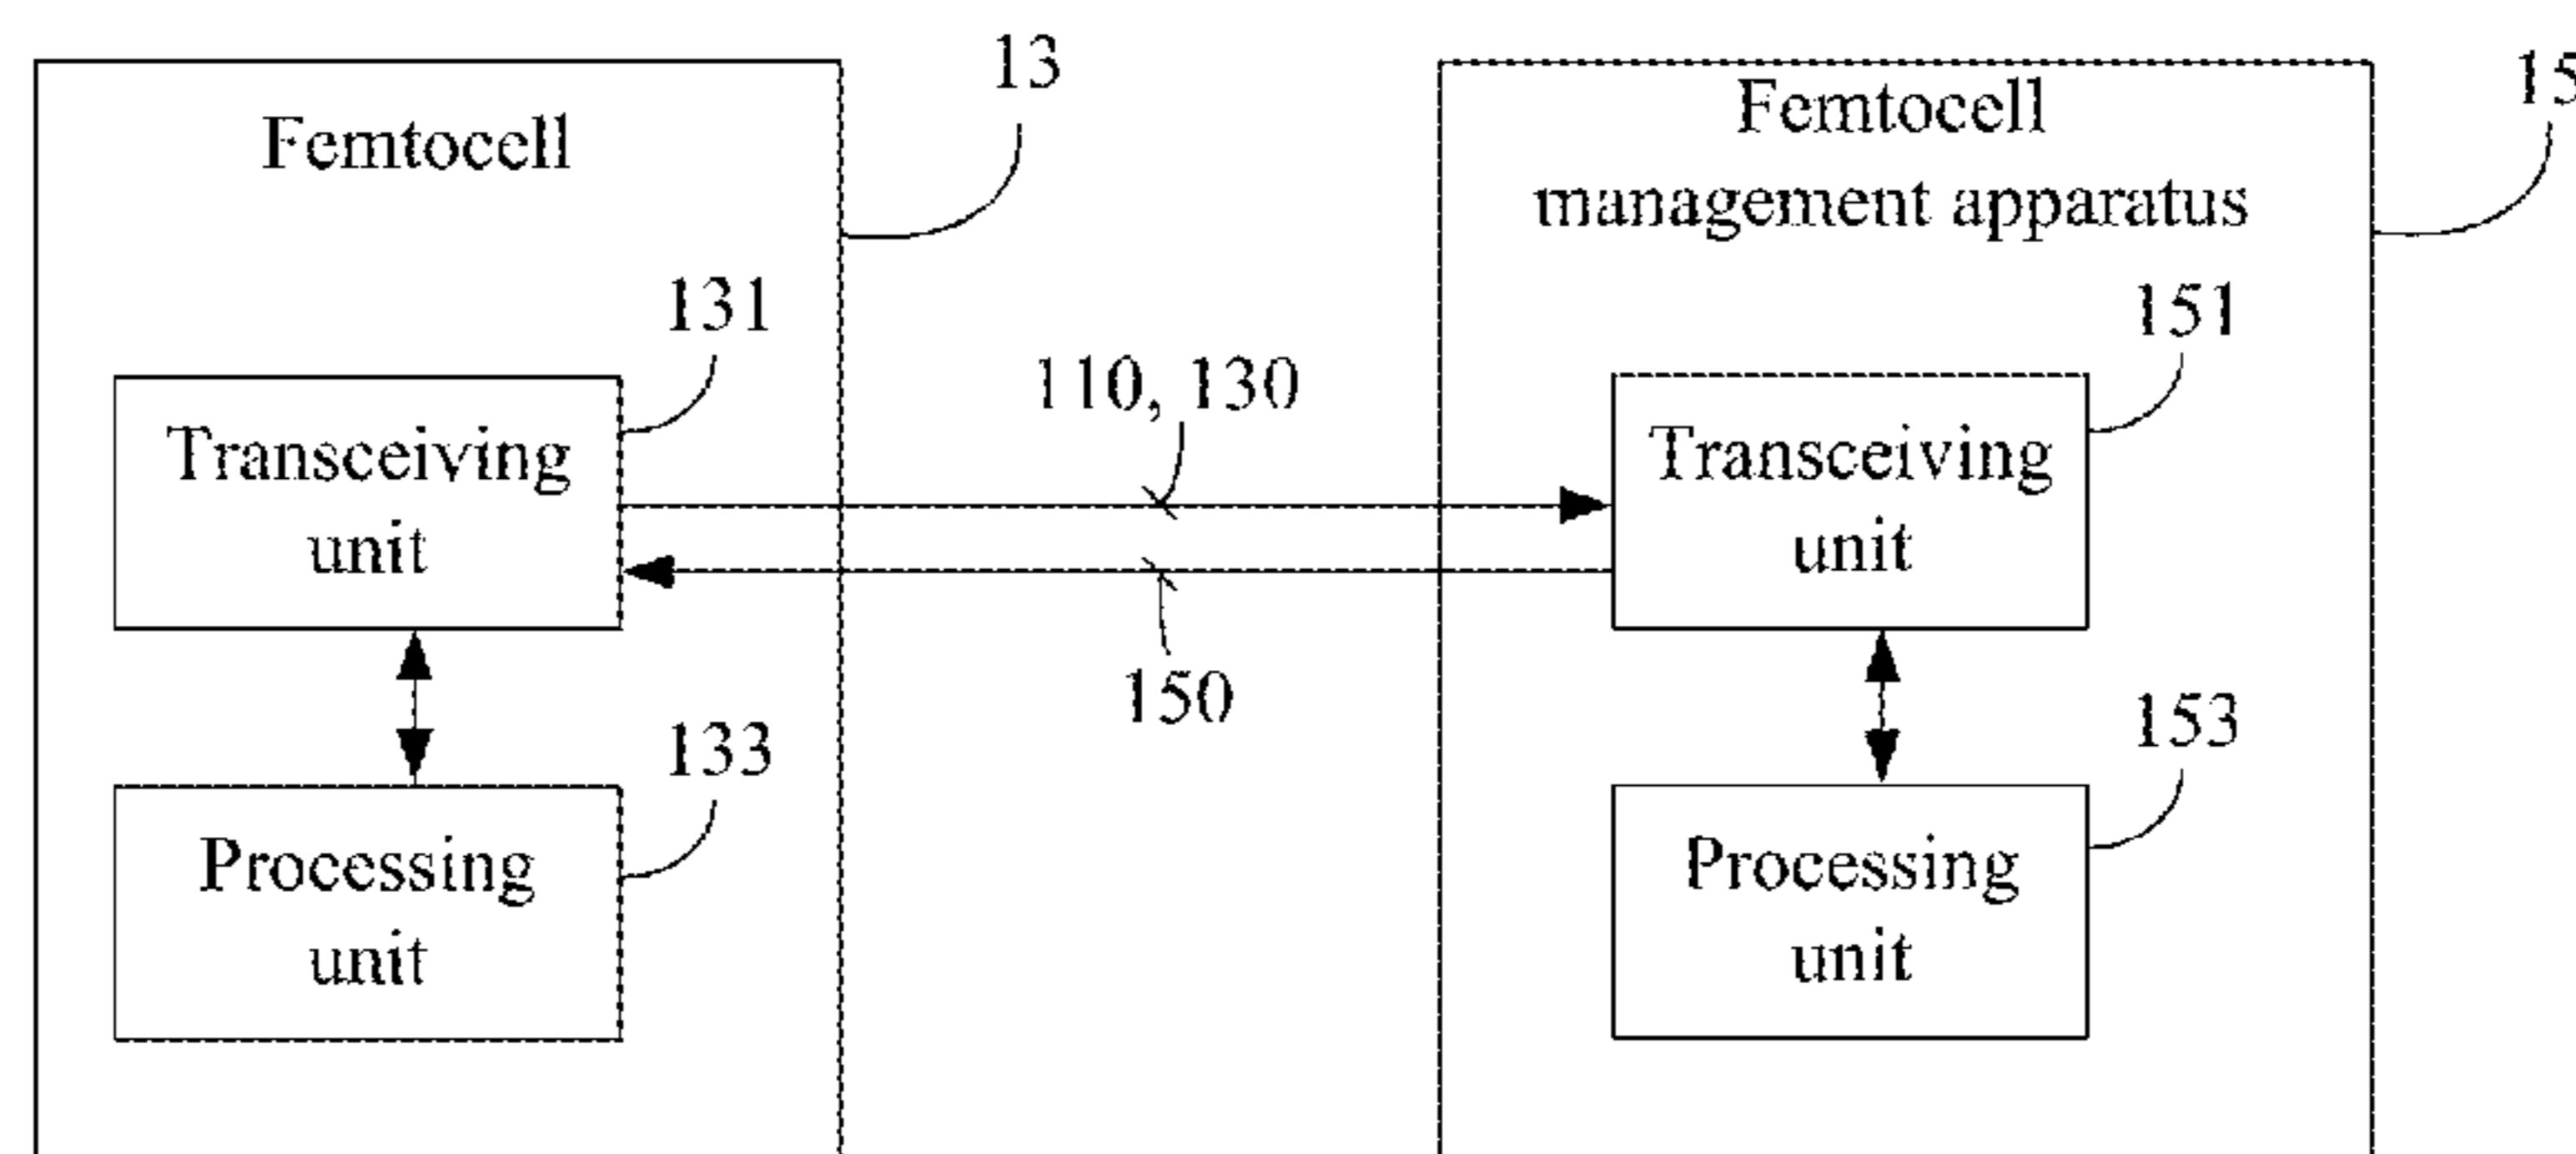 13
15
Femtocell
Femtocell
management apparatus
131
151
110, 130
Transceiving
unit
Transceiving
unit
150
133
153
Processing
unit
Processing
unit